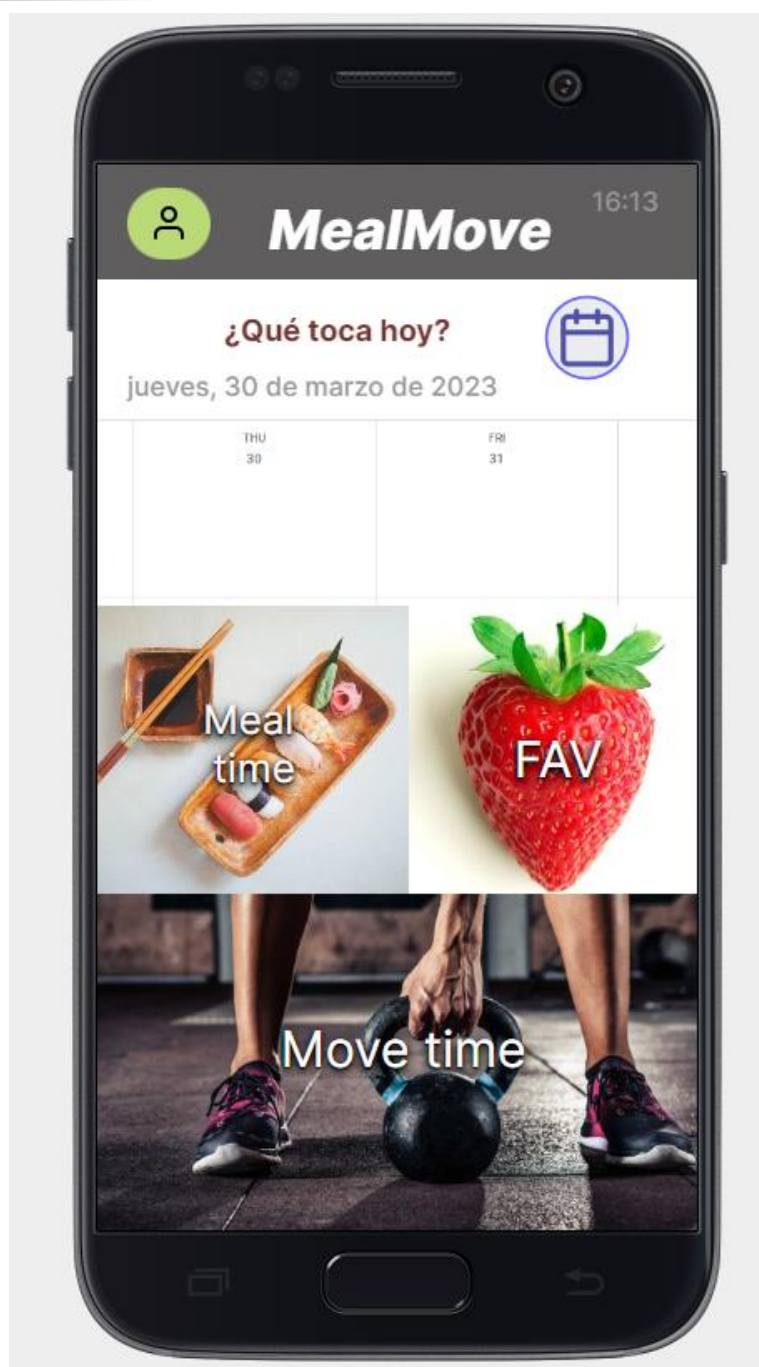 16:13
MealMove
¿Qué toca hoy?
jueves, 30 de marzo de 2023
THU
30
FRI
31
Meal
time
FAV
Move time